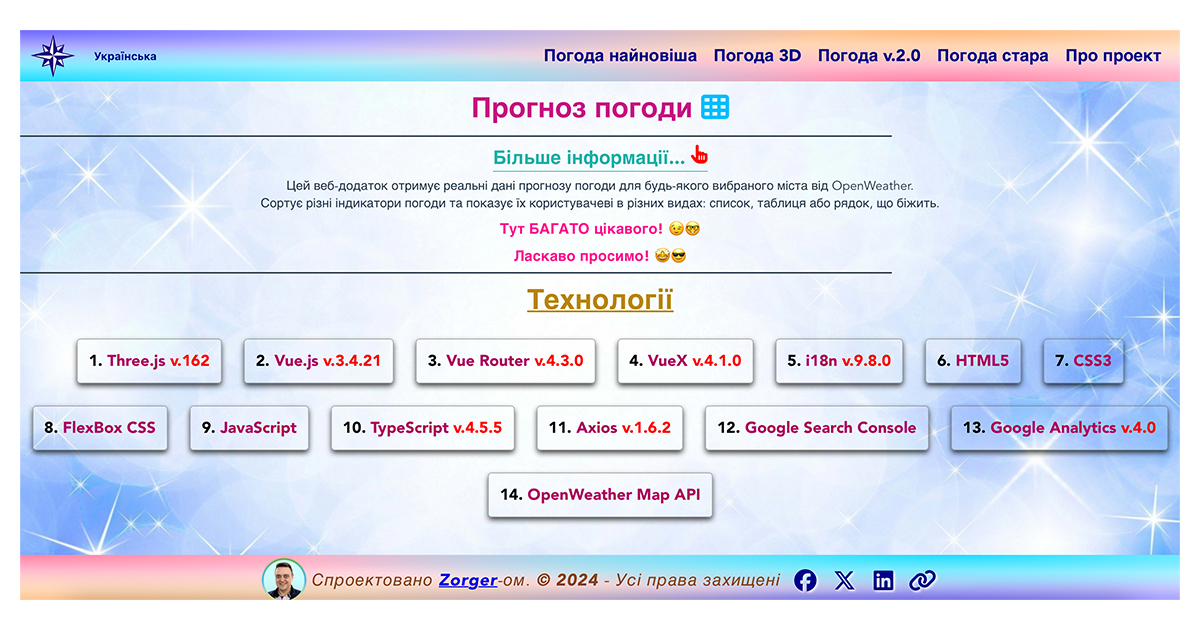 Українська
Погода найновіша Погода 3D Погода v.2.0 Погода стара Про проект
Прогноз погоди
Більше інформації...
Цей веб-додаток отримує реальні дані прогнозу погоди для будь-якого вибраного міста від OpenWeather.
Сортує різні індикатори погоди та показує їх користувачеві в різних видах: список, таблиця або рядок, що біжить.
Тут БАГАТО цікавого! 😉🤓
Ласкаво просимо! 🤩😎
Технології
1. Three.js v.162 2. Vue.js v.3.4.21 3. Vue Router v.4.3.0 4. VueX v.4.1.0 5. i18n v.9.8.0 6. HTML5 7. CSS3
8. FlexBox CSS 9. JavaScript 10. TypeScript v.4.5.5 11. Axios v.1.6.2 12. Google Search Console 13. Google Analytics v.4.0
14. OpenWeather Map API
Спроектовано Zorger-ом. © 2024 - Усі права захищені